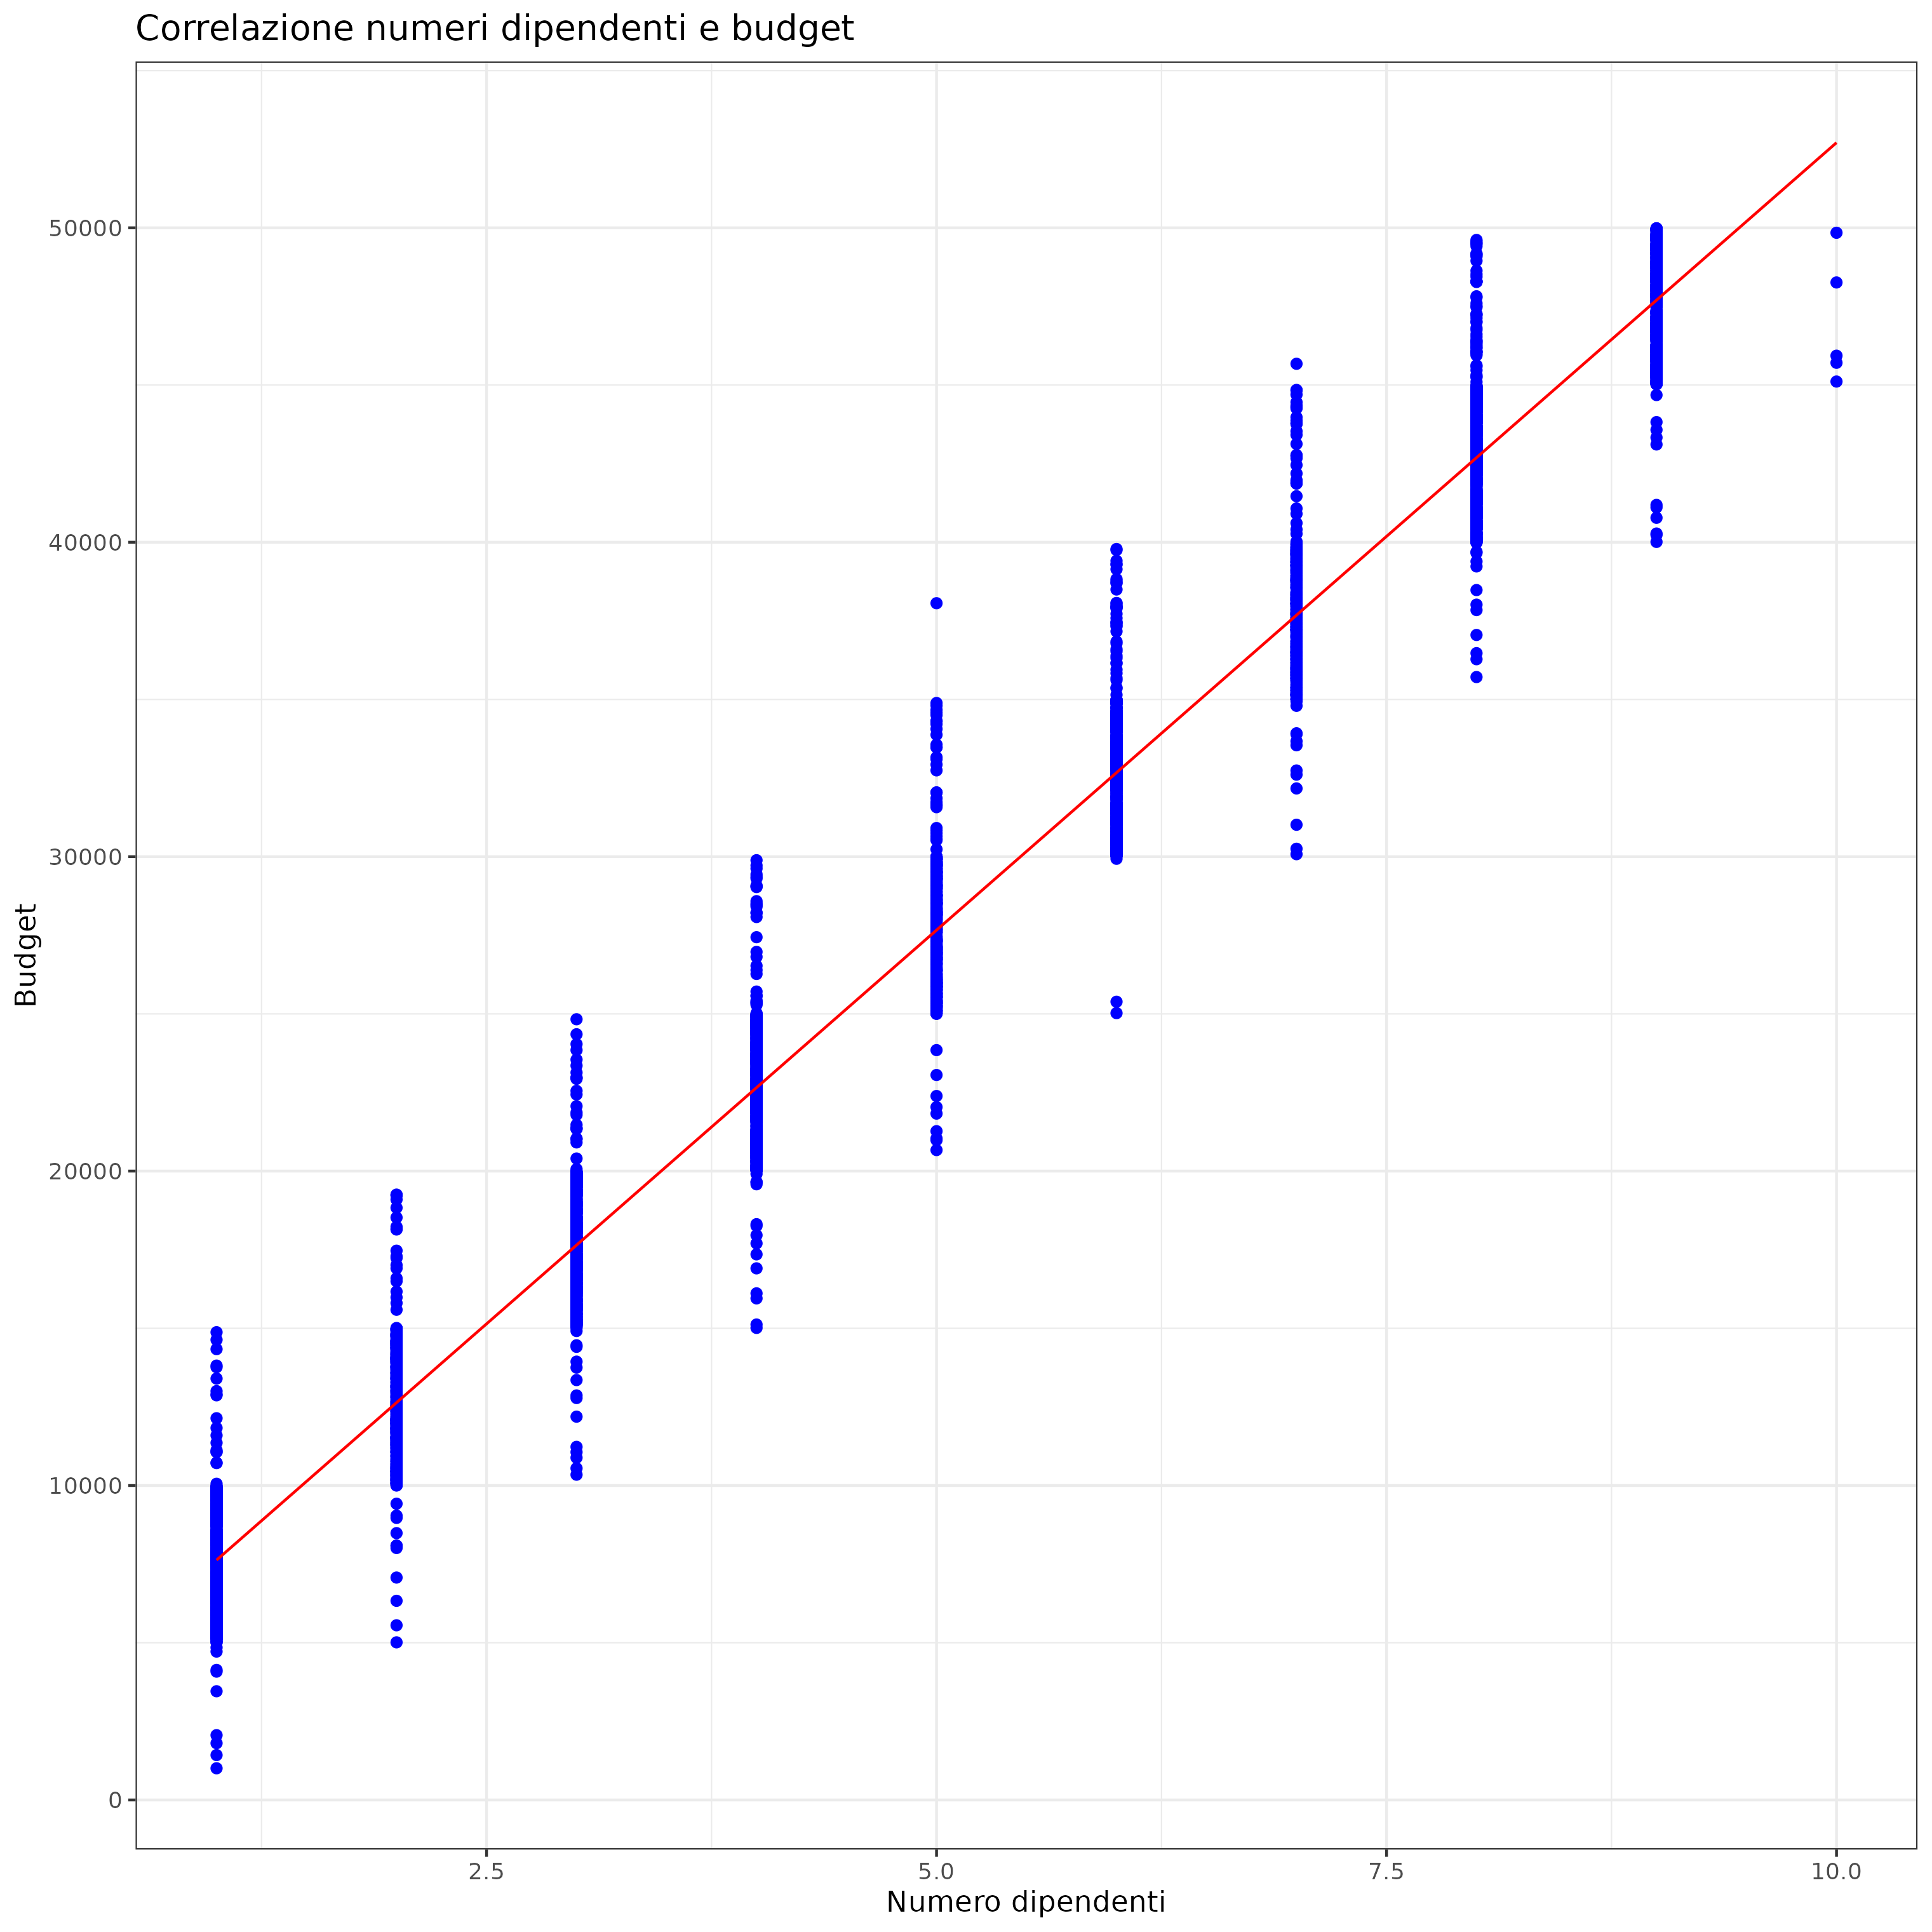 Correlazione numeri dipendenti e budget
Budget
50000
40000
30000
20000
10000
0
2.5 5.0 7.5 10.0
Numero dipendenti